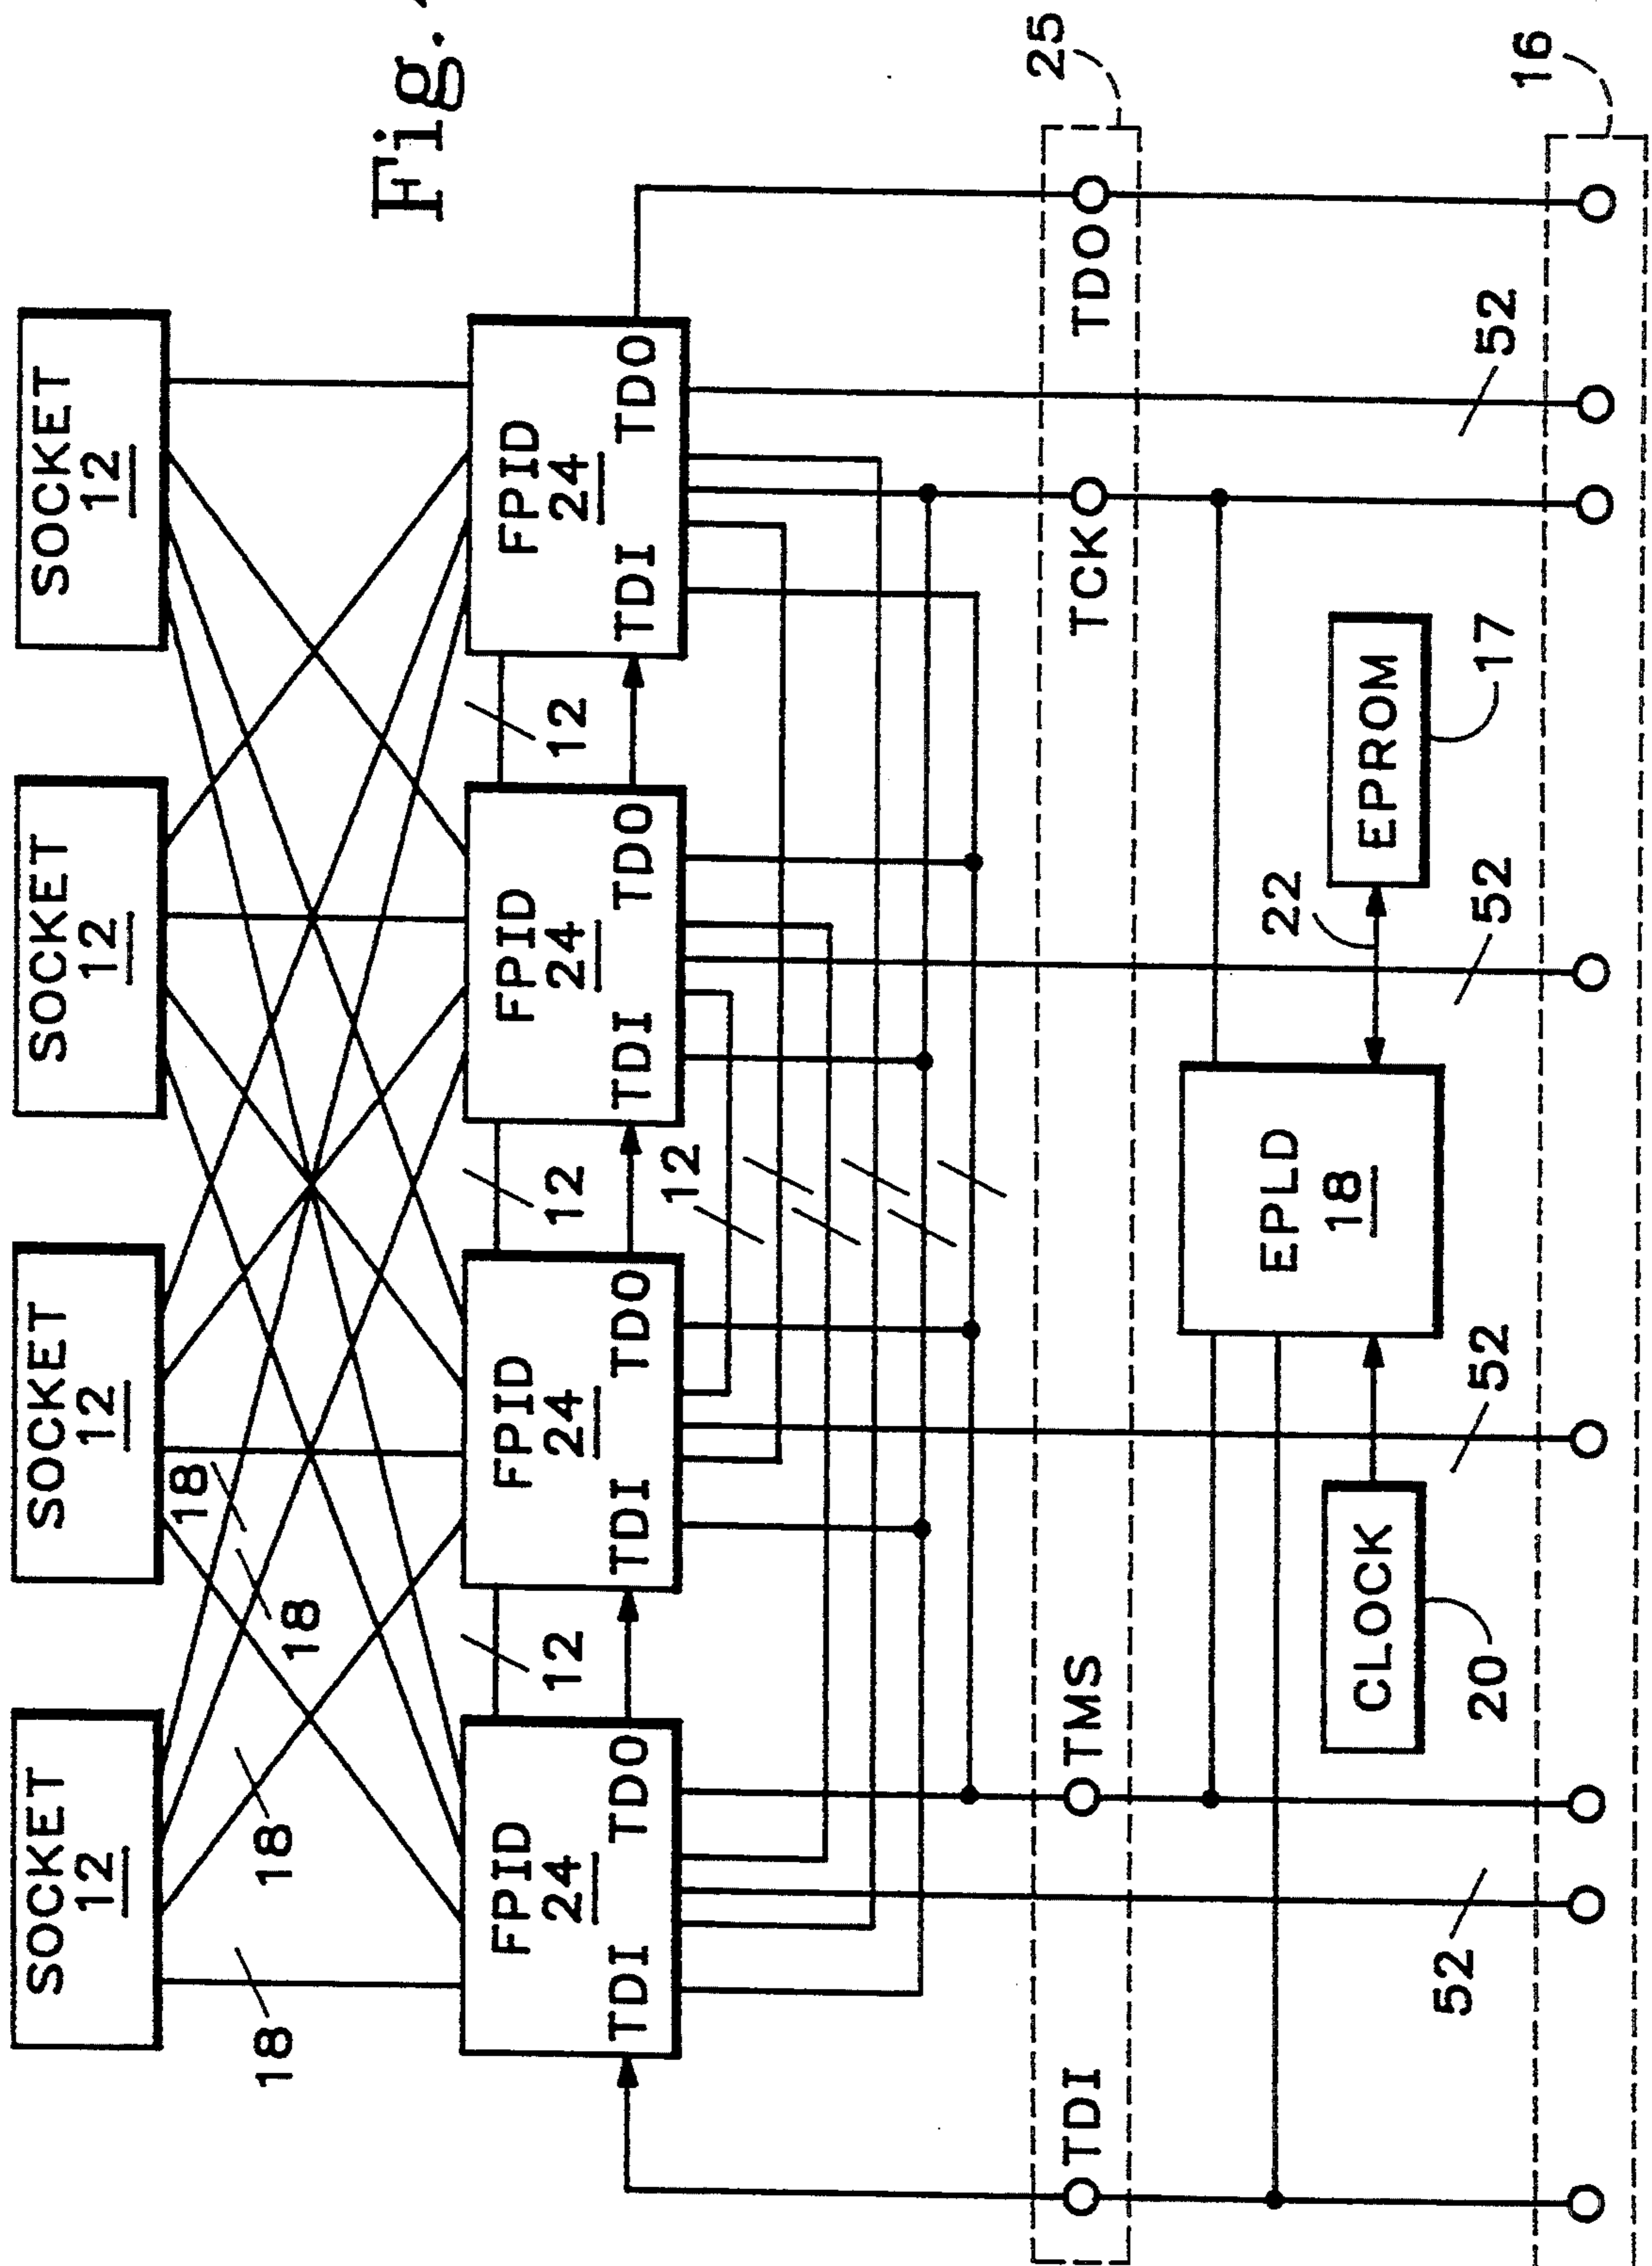 SOCKET SOCKET SOCKET SOCKET
12 12 12 12
18
18 18
18
Fig.
FPID FPID FPID FPID
24 12 24 12 24 12 24
TDI TDO TDI TDO TDI TDO TDI TDO
12
25
TDI TMS TCK TDO
EPLD 22
18
CLOCK EPROM
52
20 52 52 17 52
16